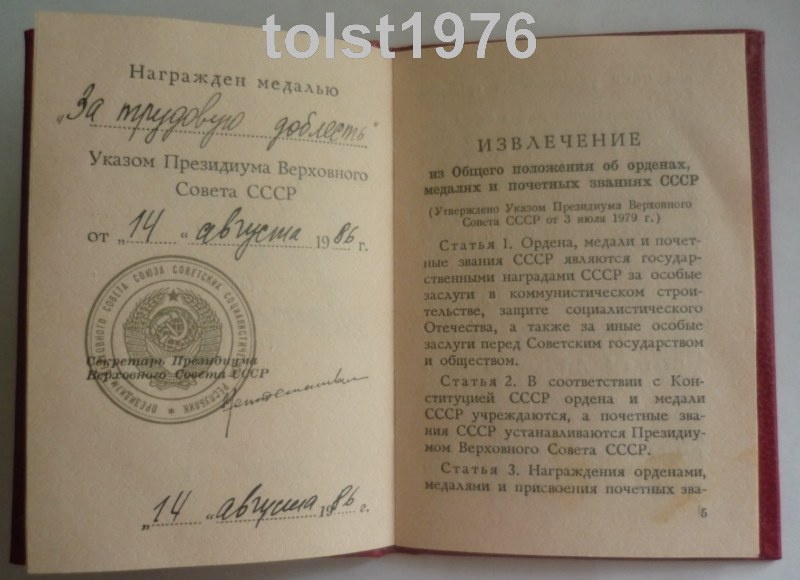 tolst1976
Награжден медалью
„За трудовую доблесть"
Указом Президиума Верховного
Совета СССР
от „14 " августа 1986 г.
Секретарь Президиума
Верховного Совета СССР
„14 " августа 1986 г.
ИЗВЛЕЧЕНИЕ
из Общего положения об орденах,
медалях и почетных званиях СССР
(Утверждено Указом Президиума Верховного
Совета СССР от 3 июля 1979 г.)
Статья 1. Ордена, медали и почет-
ные звания СССР являются государ-
ственными наградами СССР за особые
заслуги в коммунистическом строи-
тельстве, защите социалистического
Отечества, а также за иные особые
заслуги перед Советским государством
и обществом.
Статья 2. В соответствии с Кон-
ституцией СССР ордена и медали
СССР учреждаются, а почетные зва-
ния СССР устанавливаются Президиу-
мом Верховного Совета СССР.
Статья 3. Награждения орденами,
медалями и присвоения почетных зва-
5